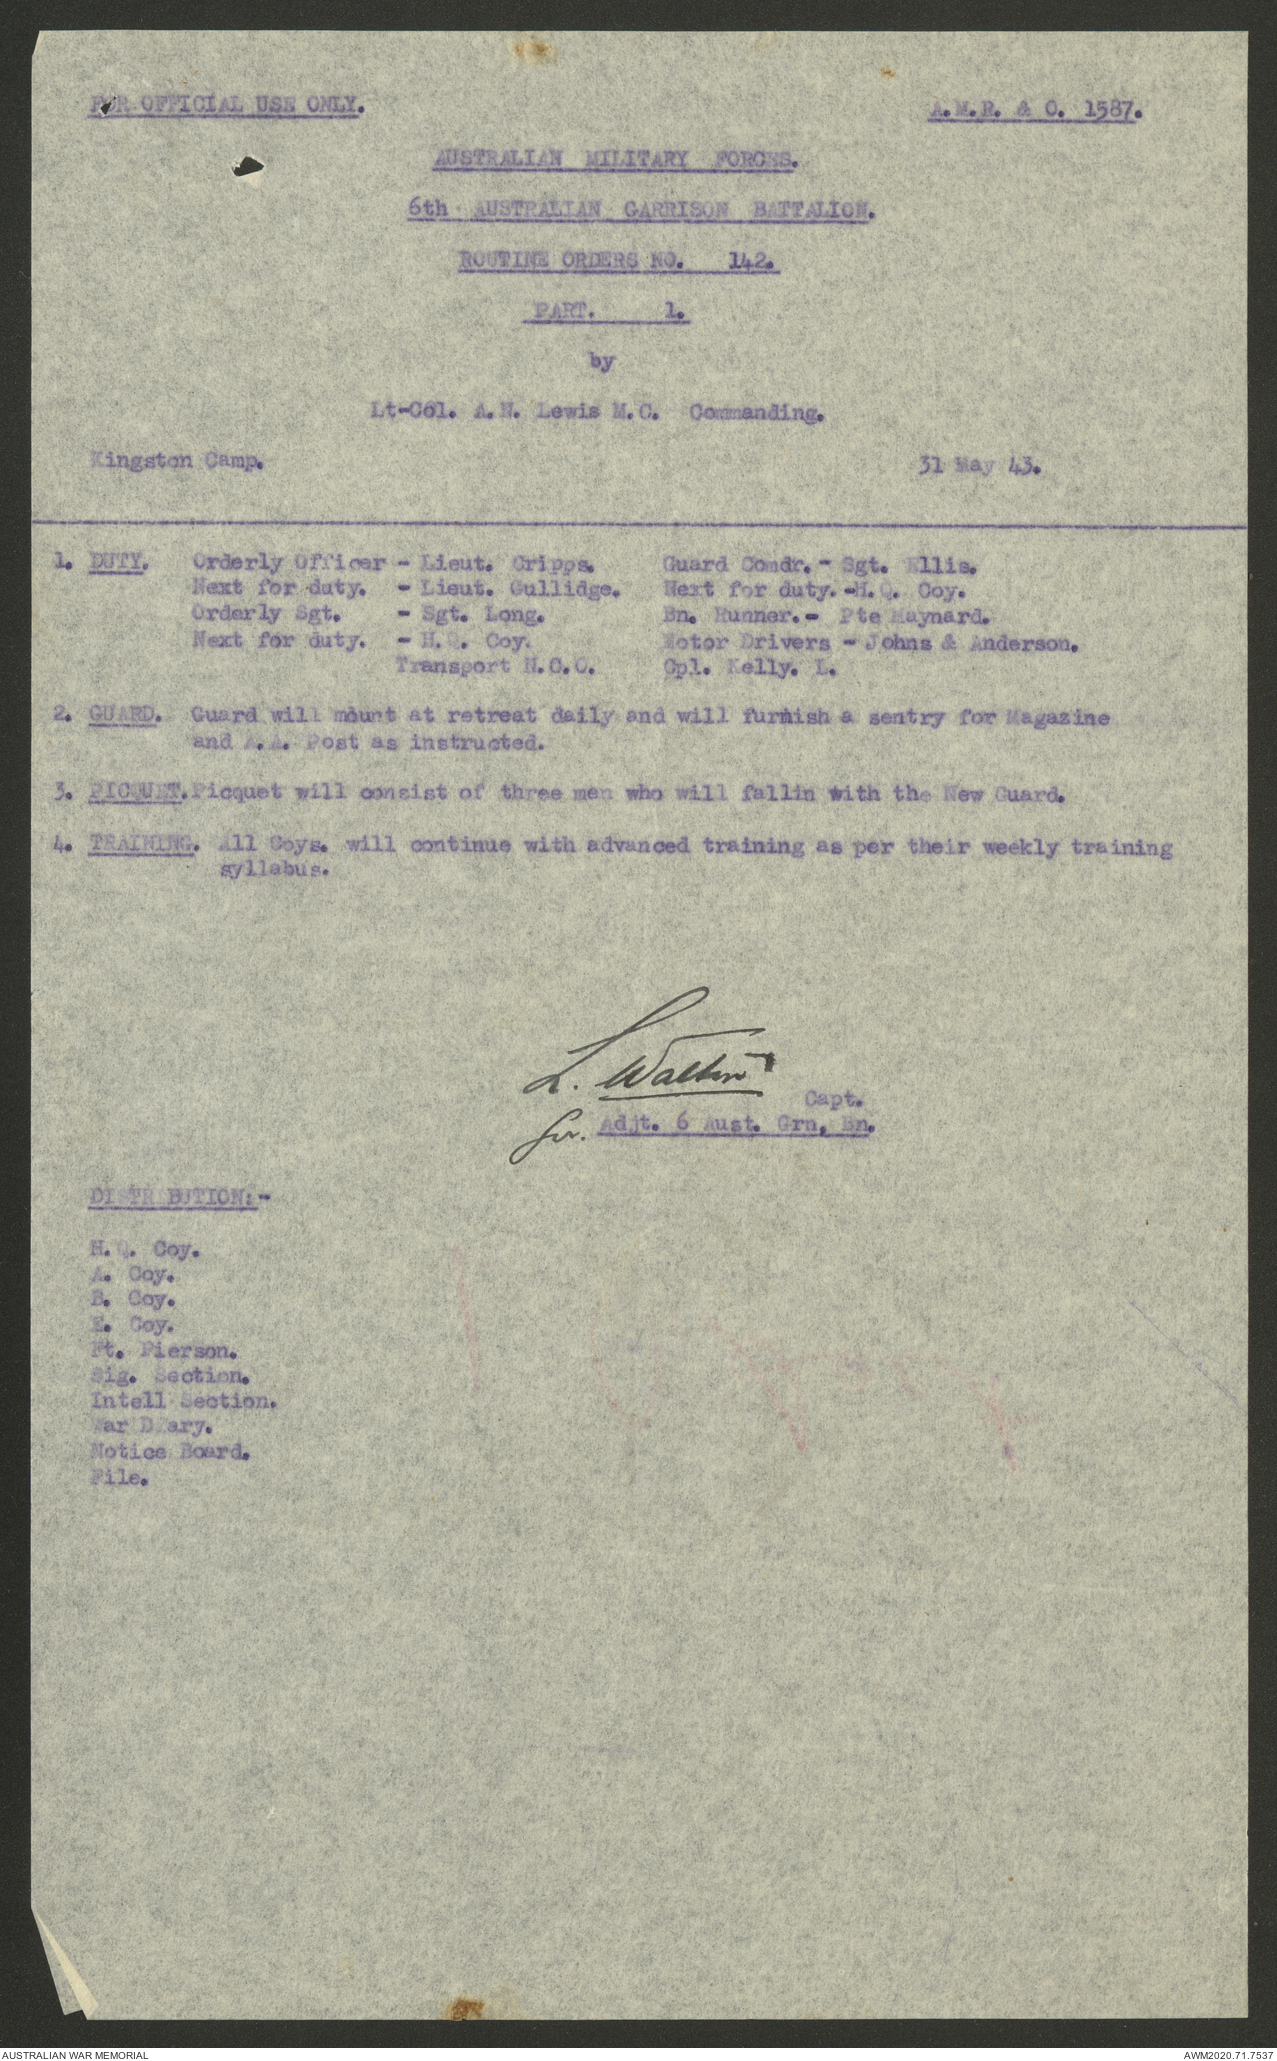 FOR OFFICIAL USE ONLY. A.M.R. & O. 1587.
AUSTRALIAN MILITARY FORCES.
6th AUSTRALIAN GARRISON BATTALION.
ROUTINE ORDERS NO. 142.
PART. 1.
by
Lt-Col. A.N. Lewis M.C. Commanding.
Kingston Camp. 31 May 43.
1. DUTY. Orderly Officer - Lieut. Cripps. Guard Comdr. - Sgt. Ellis.
Next for duty. - Lieut. Gullidge. Next for duty. -H.Q. Coy.
Orderly Sgt. - Sgt. Long. Bn. Runner. - Pte Maynard.
Next for duty. - H.Q. Coy. Motor Drivers - Johns & Anderson.
Transport N.C.O. Cpl. Kelly. L.
2. GUARD. Guard will mount at retreat daily and will furnish a sentry for Magazine
and A.A. Post as instructed.
3. PICQUET. Picquet will consist of three men who will fallin with the New Guard.
4. TRAINING. All Coys. will continue with advanced training as per their weekly training
syllabus.
L. Walton
Capt.
for. Adjt. 6 Aust. Grn, Bn.
DISTRIBUTION:-
H.Q. Coy.
A. Coy.
B. Coy.
E. Coy.
Ft. Pierson.
Sig. Section.
Intell Section.
War Diary.
Notice Board.
File.
AUSTRALIAN WAR MEMORIAL AWM2020.71.7537